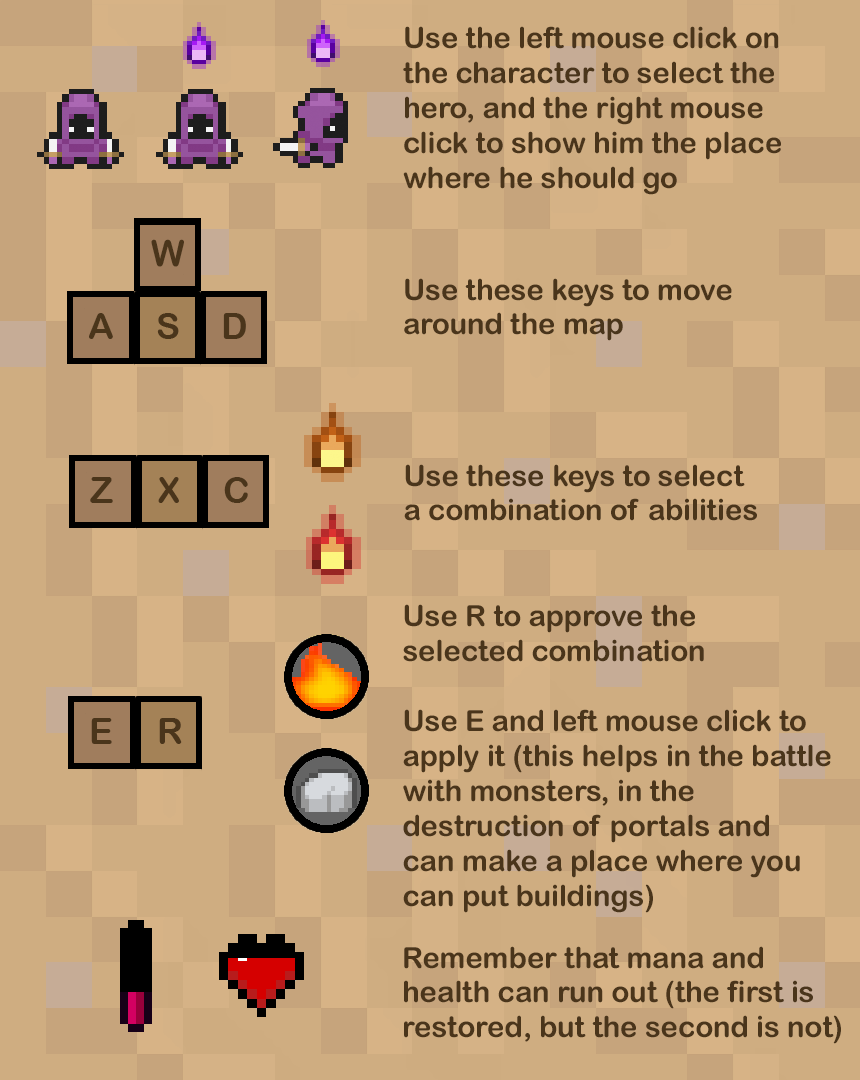 Use the left mouse click on
the character to select the
hero, and the right mouse
click to show him the place
where he should go
W
A S D
Use these keys to move
around the map
Z X C
Use these keys to select
a combination of abilities
Use R to approve the
selected combination
E R
Use E and left mouse click to
apply it (this helps in the battle
with monsters, in the
destruction of portals and
can make a place where you
can put buildings)
Remember that mana and
health can run out (the first is
restored, but the second is not)